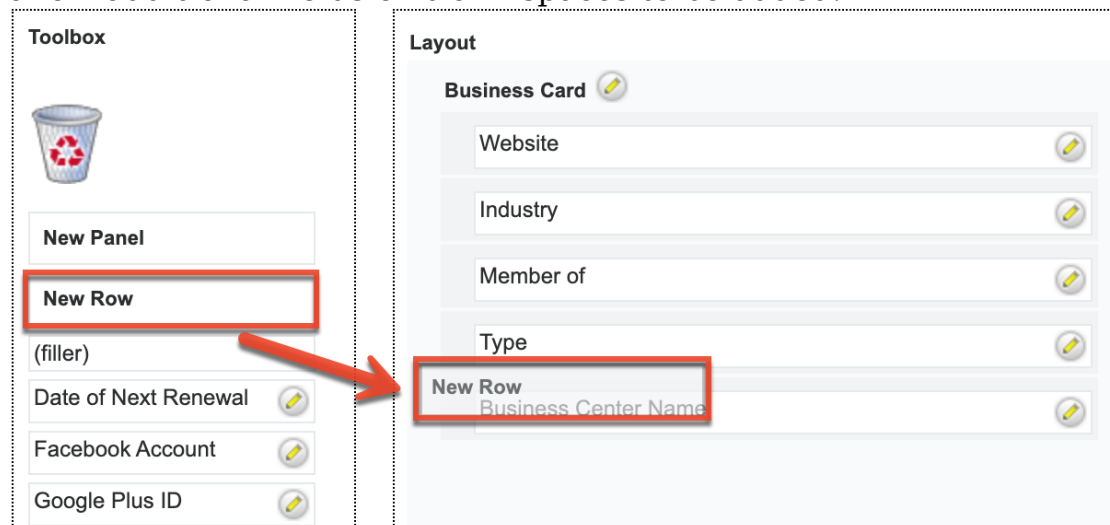 Toolbox
New Panel
New Row
(filler)
Date of Next Renewal
Facebook Account
Google Plus ID
Layout
Business Card
Website
Industry
Member of
Type
New Row
Business Center Name